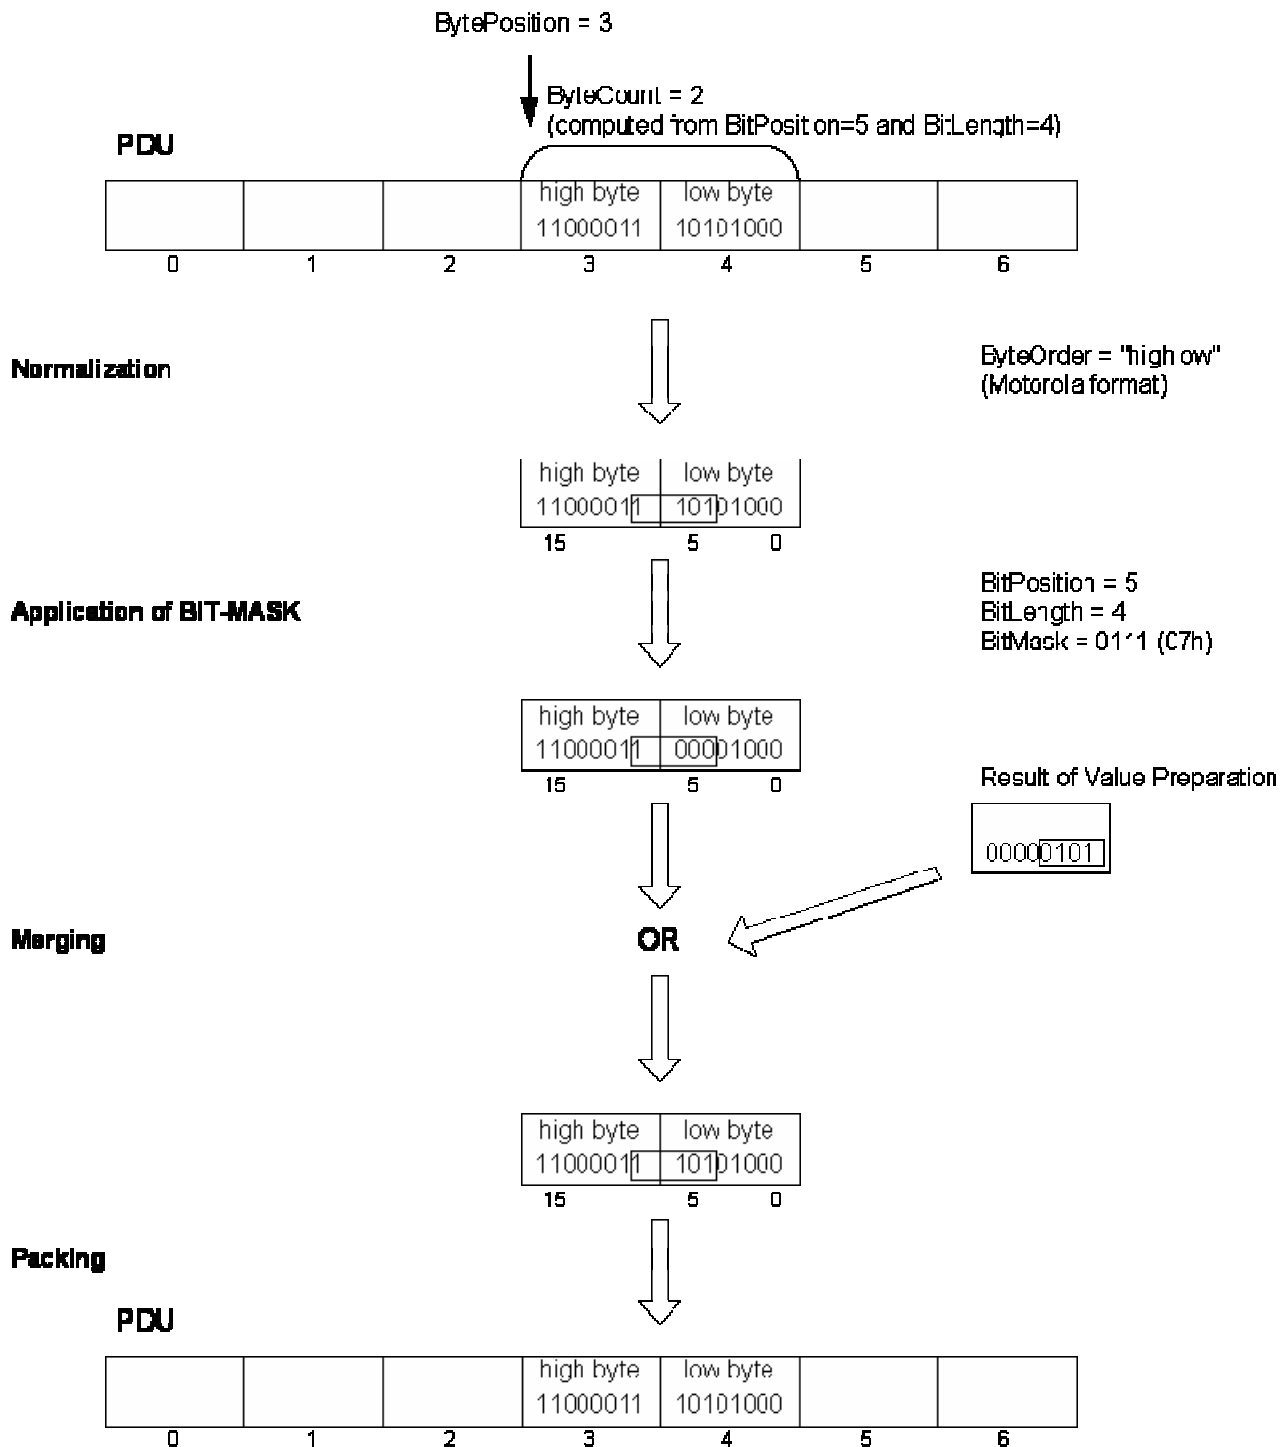 BytePosition = 3
ByteCount = 2
(computed from BitPosition=5 and BitLength=4)
PDU
high byte low byte
11000011 10101000
0 1 2 3 4 5 6
Normalization
ByteOrder = "high ow"
(Motorola format)
high byte low byte
11000011 10101000
15 5 0
Application of BIT-MASK
BitPosition = 5
BitLength = 4
BitMask = 0111 (07h)
high byte low byte
11000011 00001000
15 5 0
Result of Value Preparation
00000101
Merging
OR
high byte low byte
11000011 10101000
15 5 0
Packing
PDU
high byte low byte
11000011 10101000
0 1 2 3 4 5 6